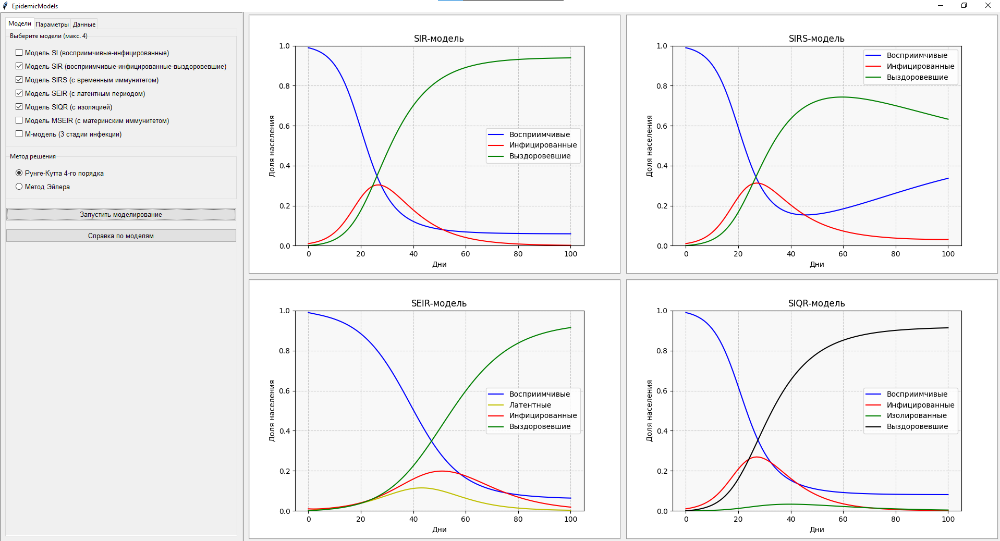 EpidemicModels
Модели Параметры Данные
Выберите модели (макс. 4)
Модель SI (восприимчивые-инфицированные)
Модель SIR (восприимчивые-инфицированные-выздоровевшие)
Модель SIRS (с временным иммунитетом)
Модель SEIR (с латентным периодом)
Модель SIQR (с изоляцией)
Модель MSEIR (с материнским иммунитетом)
М-модель (3 стадии инфекции)
Метод решения
Рунге-Кутта 4-го порядка
Метод Эйлера
Запустить моделирование
Справка по моделям
SIR-модель
1.0
0.8
0.6
0.4
0.2
0.0
Доля населения
Восприимчивые
Инфицированные
Выздоровевшие
0 20 40 60 80 100
Дни
SIRS-модель
1.0
0.8
0.6
0.4
0.2
0.0
Доля населения
Восприимчивые
Инфицированные
Выздоровевшие
0 20 40 60 80 100
Дни
SEIR-модель
1.0
0.8
0.6
0.4
0.2
0.0
Доля населения
Восприимчивые
Латентные
Инфицированные
Выздоровевшие
0 20 40 60 80 100
Дни
SIQR-модель
1.0
0.8
0.6
0.4
0.2
0.0
Доля населения
Восприимчивые
Инфицированные
Изолированные
Выздоровевшие
0 20 40 60 80 100
Дни